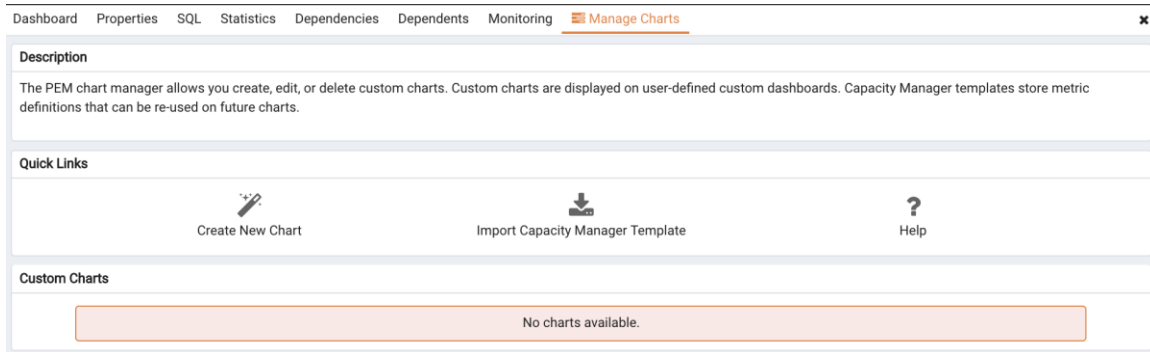 Dashboard Properties SQL Statistics Dependencies Dependents Monitoring Manage Charts
Description
The PEM chart manager allows you create, edit, or delete custom charts. Custom charts are displayed on user-defined custom dashboards. Capacity Manager templates store metric
definitions that can be re-used on future charts.
Quick Links
Create New Chart Import Capacity Manager Template Help
Custom Charts
No charts available.